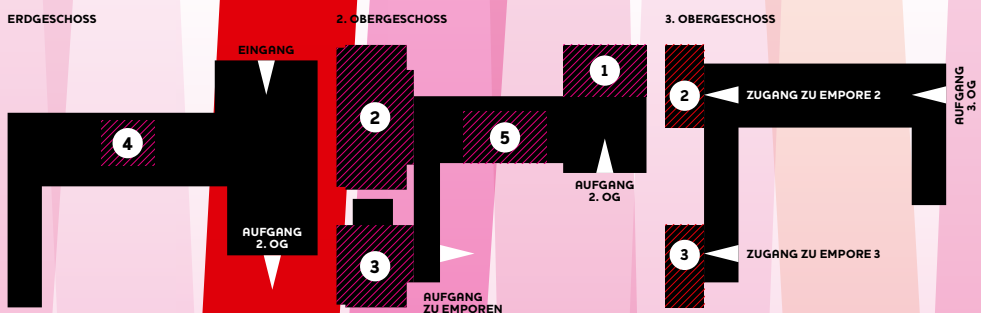 ERDGESCHOSS
EINGANG
4
AUFGANG
2. OG
2. OBERGESCHOSS
1
2
5
AUFGANG
2. OG
3
AUFGANG
ZU EMPOREN
3. OBERGESCHOSS
2
ZUGANG ZU EMPORE 2
AUFGANG
3. OG
3
ZUGANG ZU EMPORE 3